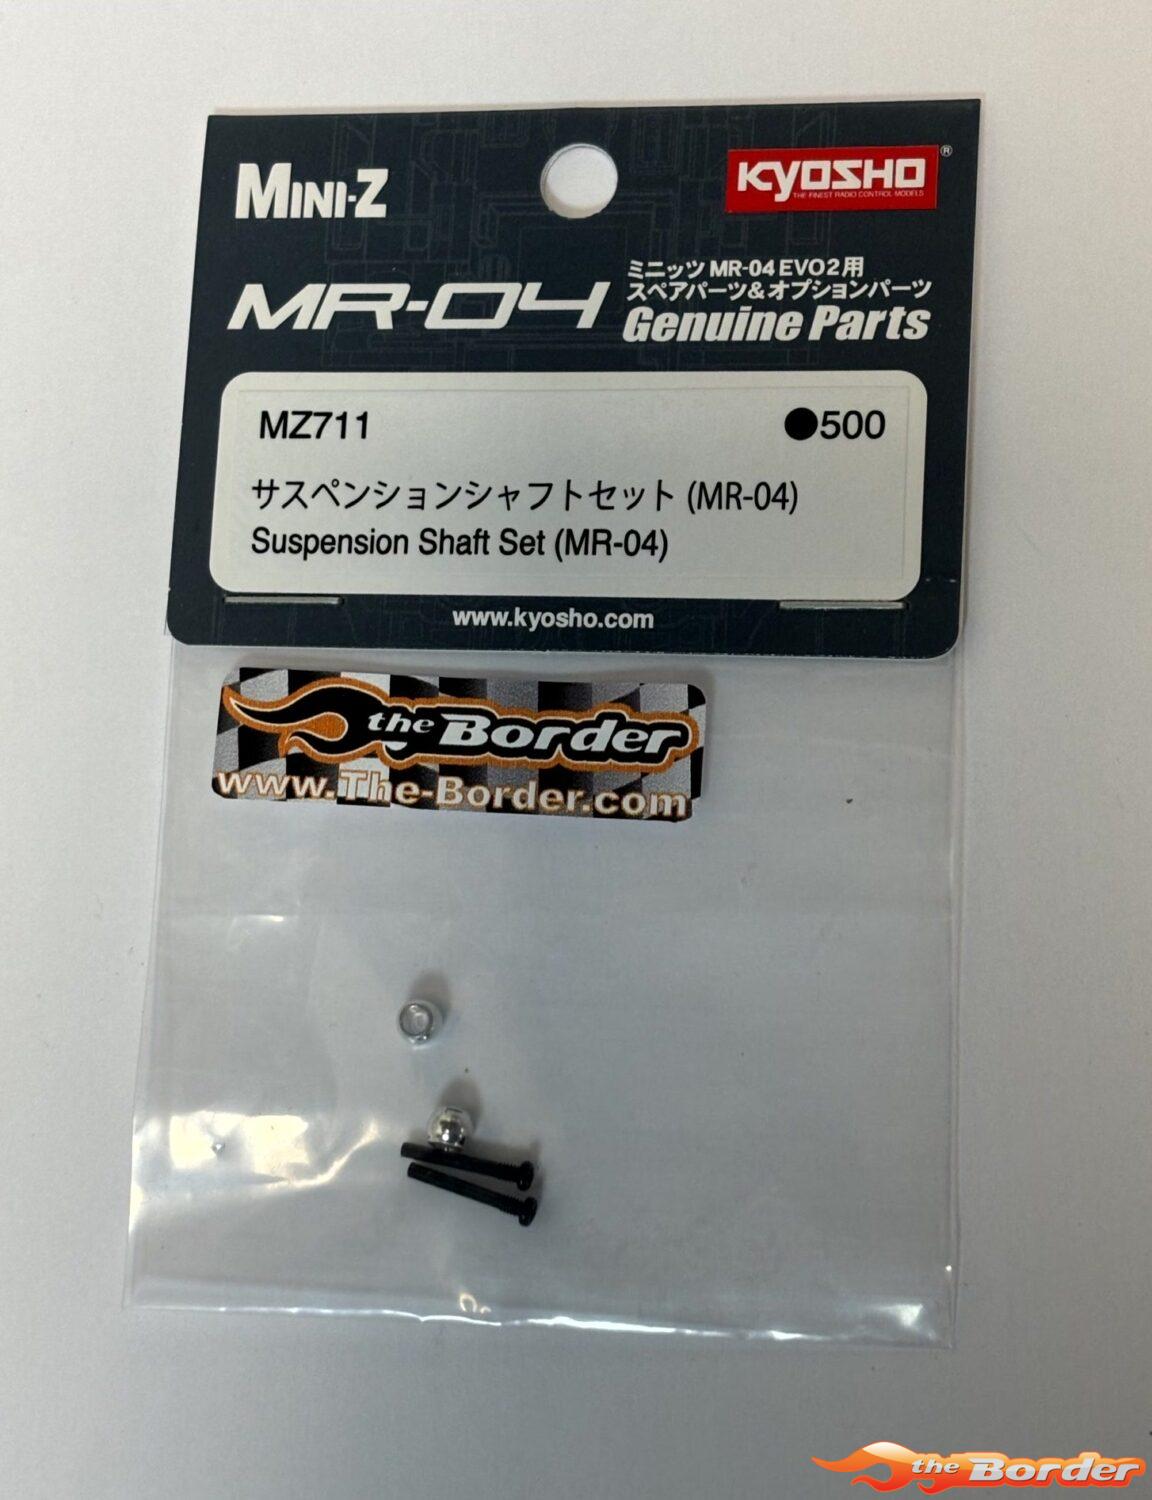 MINI-Z
KYOSHO®
THE FINEST RADIO CONTROL MODELS
MR-04
ミニッツ MR-04 EVO2用
スペアパーツ&オプションパーツ
Genuine Parts
MZ711
●500
サスペンションシャフトセット (MR-04)
Suspension Shaft Set (MR-04)
www.kyosho.com
the Border
www.The-Border.com
the Border